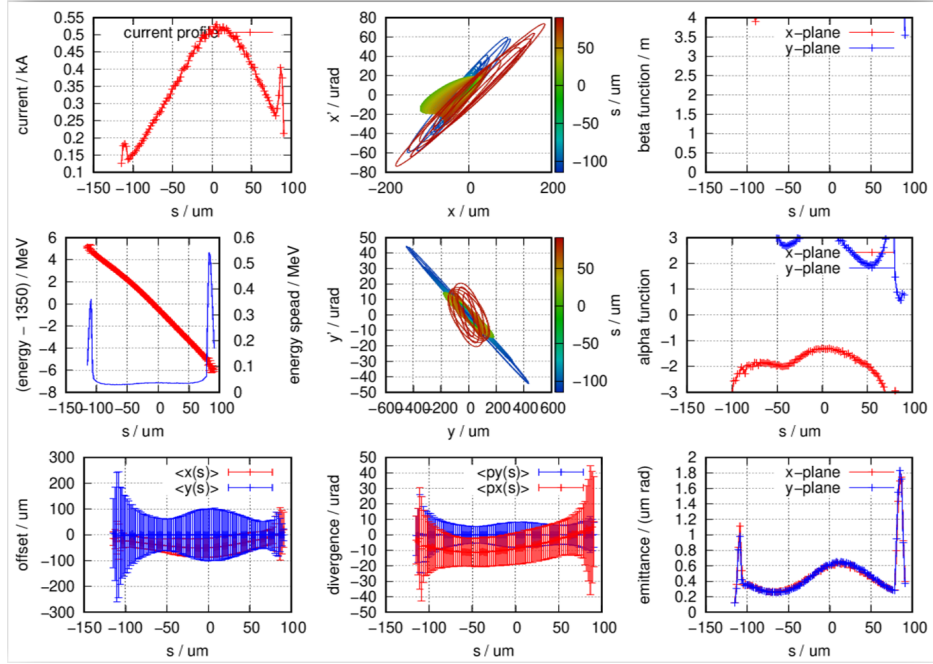 0.55
0.5
0.45
0.4
0.35
0.3
0.25
0.2
0.15
0.1
current / kA
current profile
−150 −100 −50 0 50 100
s / um
80
60
40
20
0
−20
−40
−60
−80
x' / urad
−200 0 200
x / um
50
0
−50
−100
s / um
4
3.5
3
2.5
2
1.5
1
0.5
0
beta function / m
x−plane
y−plane
−150 −100 −50 0 50 100
s / um
6
4
2
0
−2
−4
−6
−8
(energy − 1350) / MeV
0.6
0.5
0.4
0.3
0.2
0.1
0
energy spead / MeV
−150 −100 −50 0 50 100
s / um
50
40
30
20
10
0
−10
−20
−30
−40
−50
y' / urad
−600 −400 −200 0 200 400 600
y / um
50
0
−50
−100
s / um
3
2
1
0
−1
−2
−3
alpha function
x−plane
y−plane
−150 −100 −50 0 50 100
s / um
300
200
100
0
−100
−200
−300
offset / um
<x(s)>
<y(s)>
−150 −100 −50 0 50 100
s / um
50
40
30
20
10
0
−10
−20
−30
−40
−50
divergence / urad
<py(s)>
<px(s)>
−150 −100 −50 0 50 100
s / um
2
1.8
1.6
1.4
1.2
1
0.8
0.6
0.4
0.2
0
emittance / (um rad)
x−plane
y−plane
−150 −100 −50 0 50 100
s / um